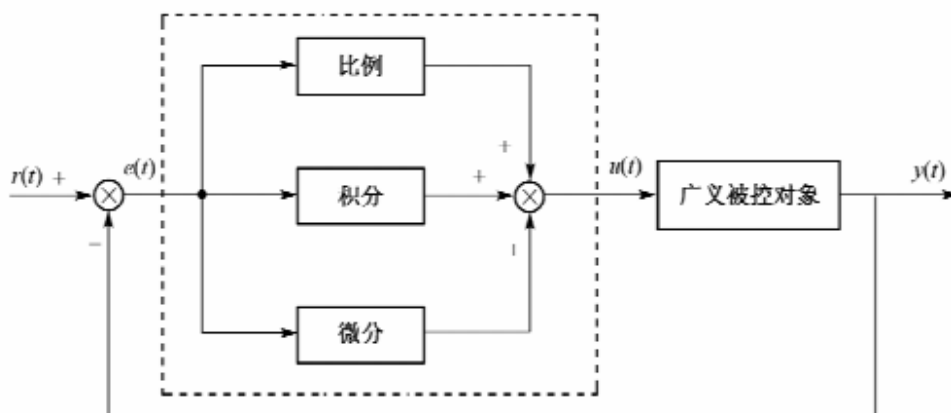 比例
+
r(t) +
e(t)
积分
+
u(t)
广义被控对象
y(t)
−
+
微分